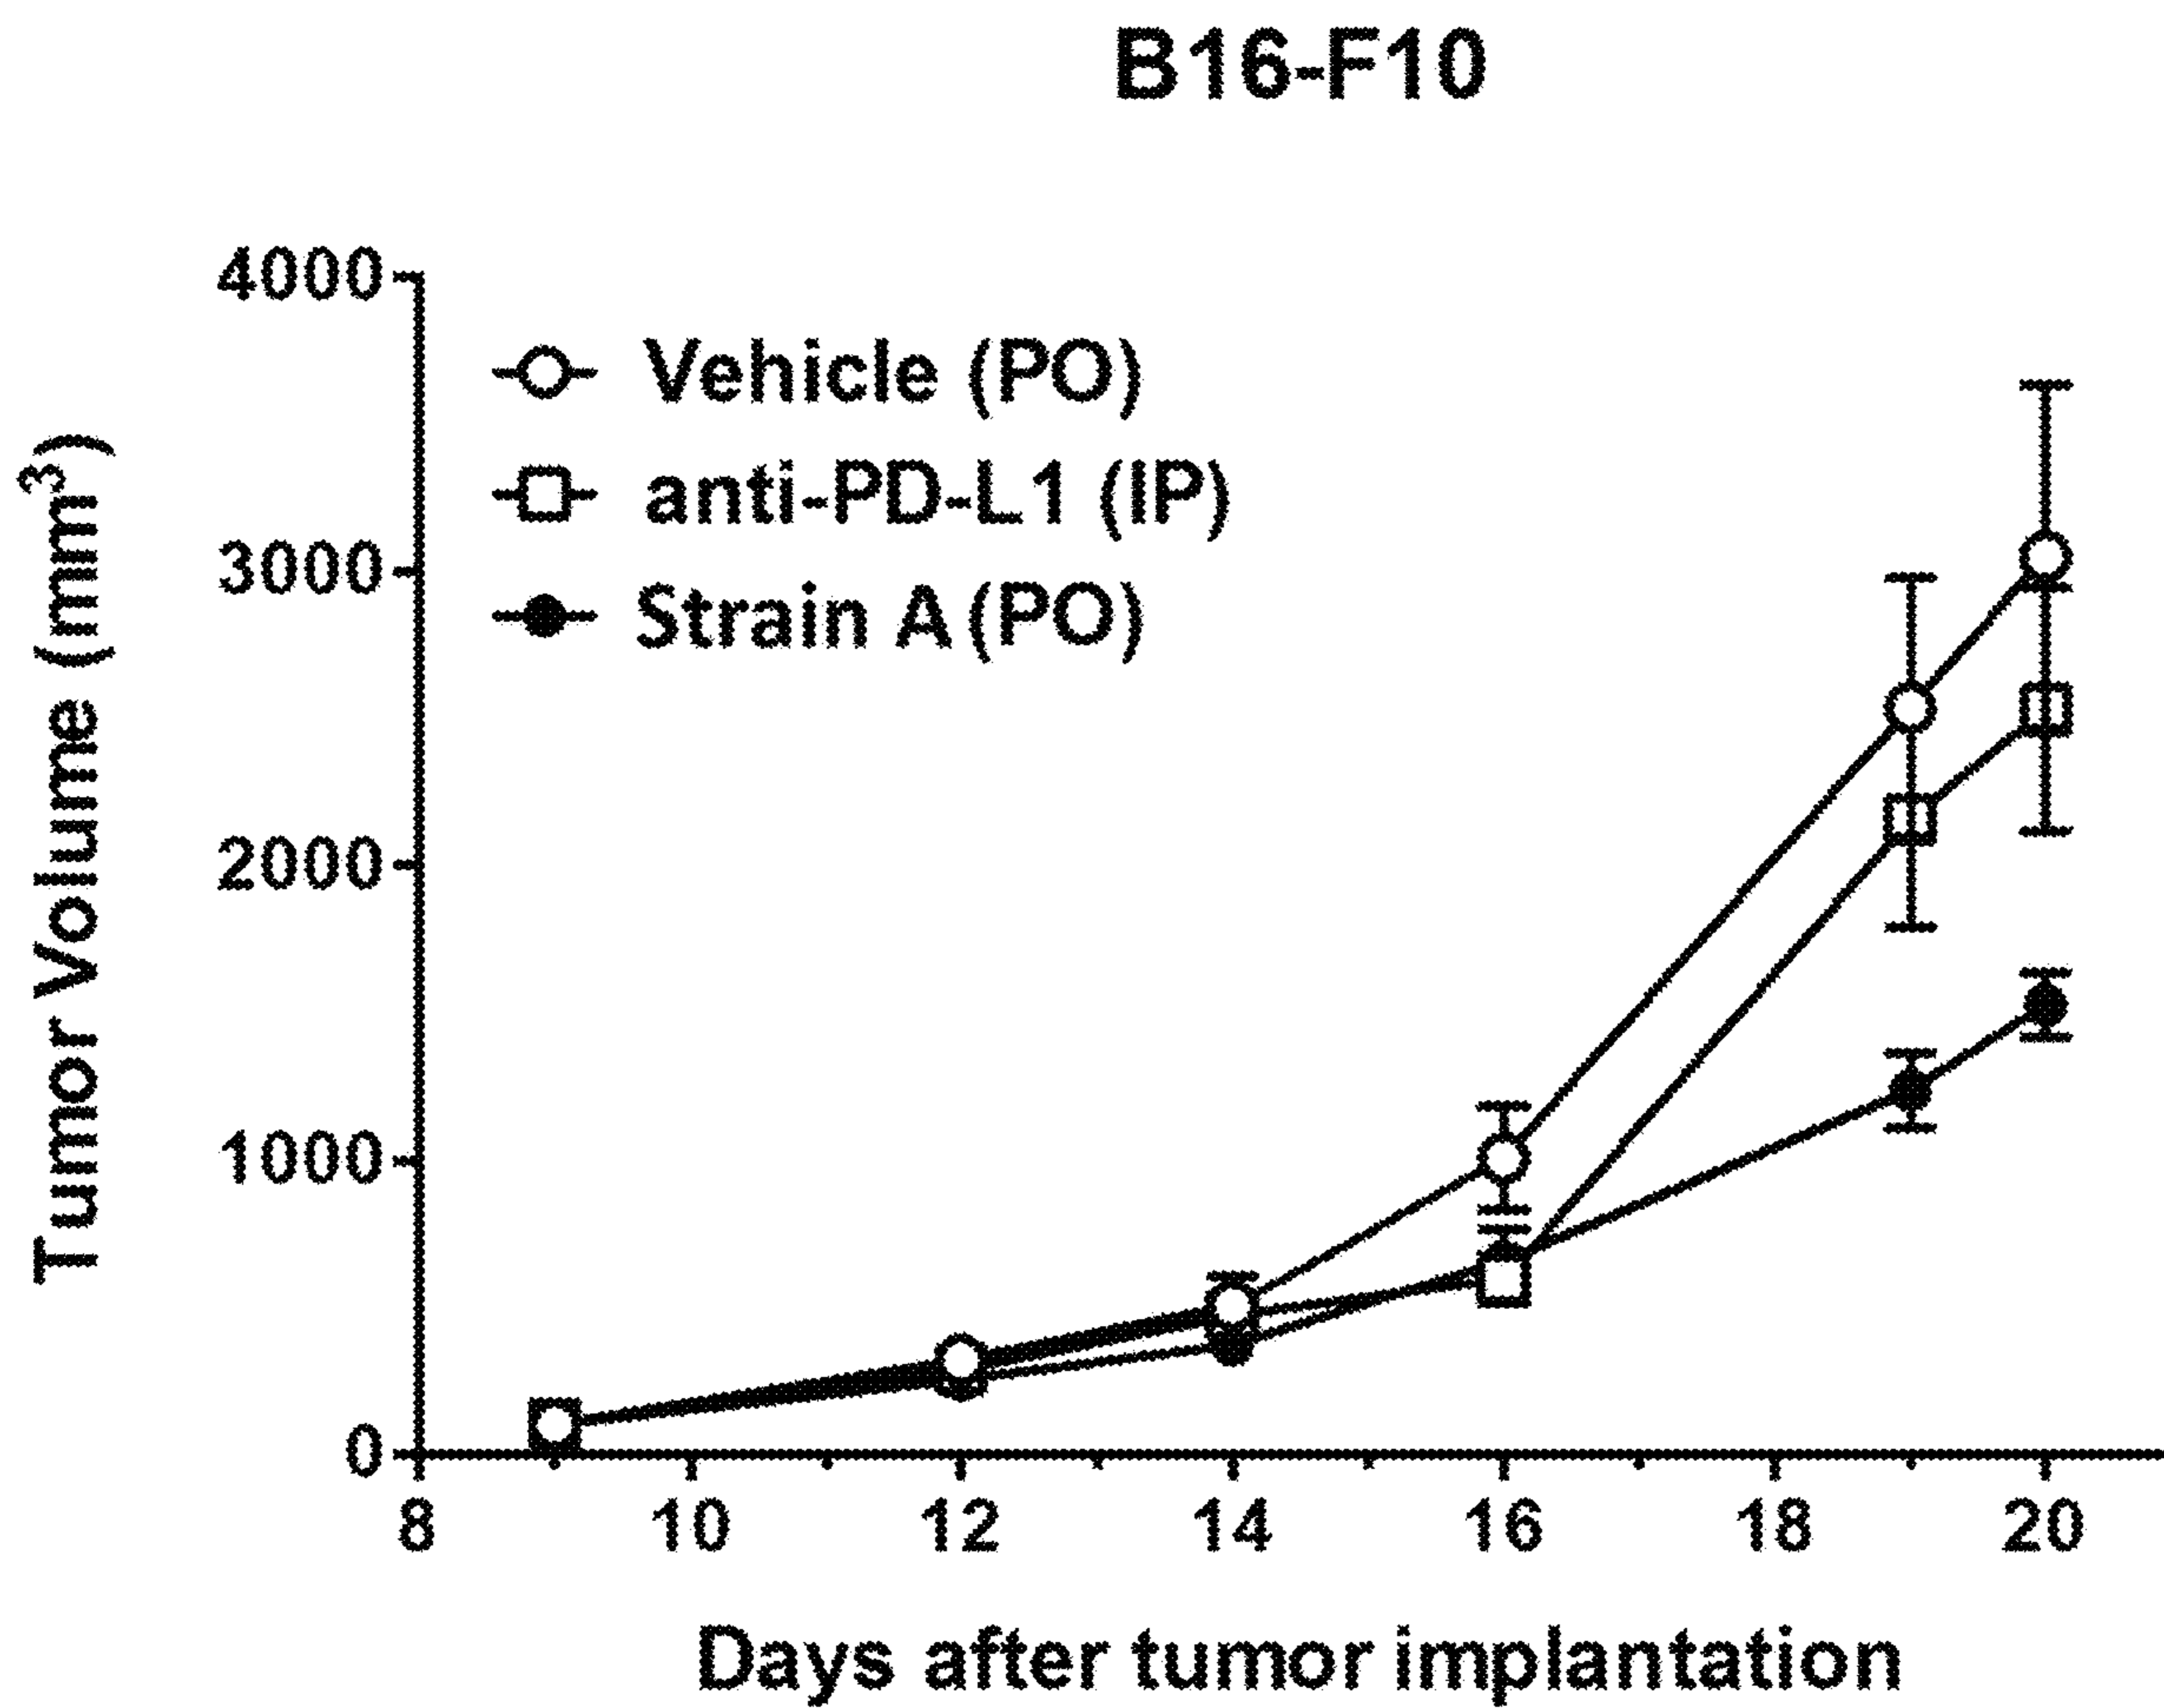 B16-F10
4000
3000
2000
1000
0
Tumor Volume (mm³)
Vehicle (PO)
anti-PD-L1 (IP)
Strain A (PO)
8 10 12 14 16 18 20
Days after tumor implantation